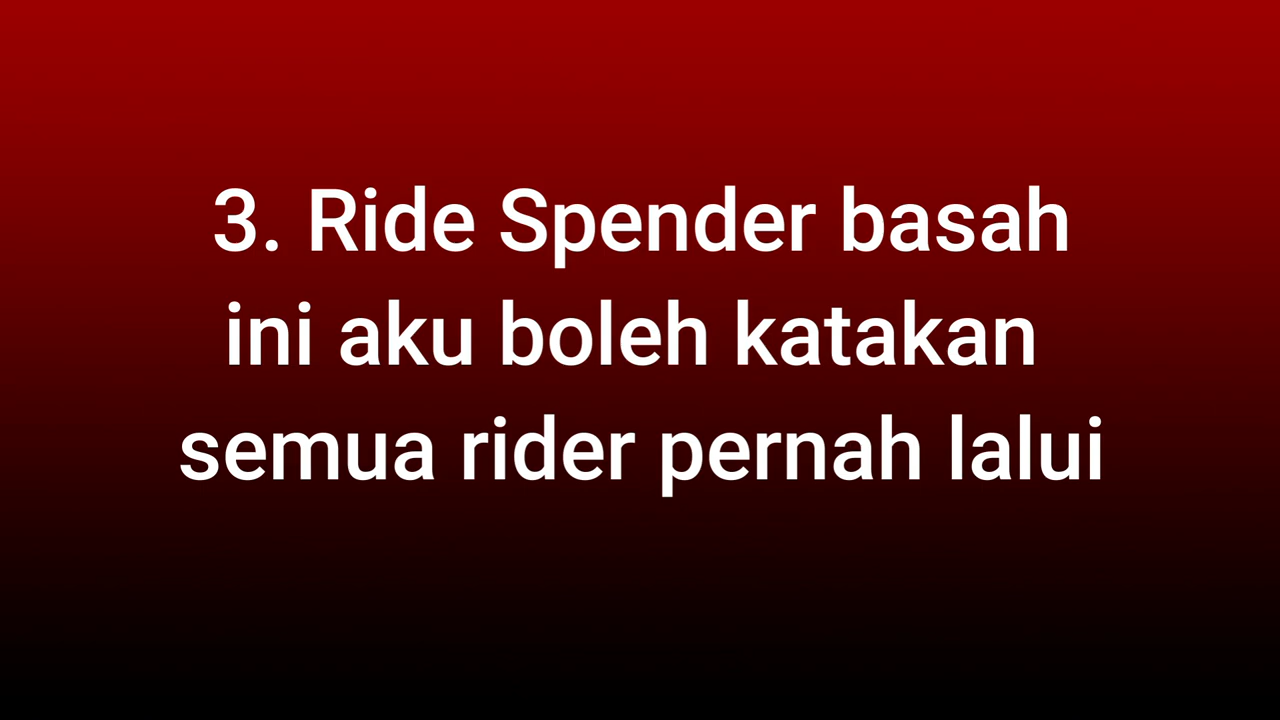 3. Ride Spender basah
ini aku boleh katakan
semua rider pernah lalui